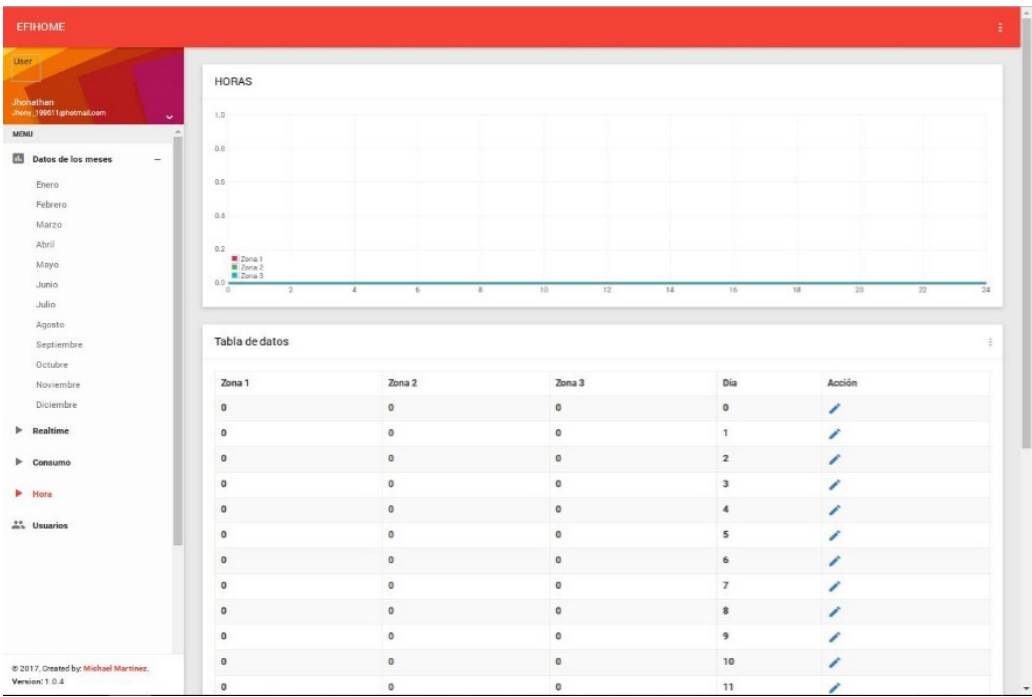 EFIHOME
User
Jhonathan
MENU
Datos de los meses
Enero
Febrero
Marzo
Abril
Mayo
Junio
Julio
Agosto
Septiembre
Octubre
Noviembre
Diciembre
Realtime
Consumo
Hora
Usuarios
© 2017, Created by: Michael Martinez.
Version: 1.0.4
HORAS
1.0
0.8
0.6
0.4
0.2
0.0
Zona 1
Zona 2
Zona 3
0 2 4 6 8 10 12 14 16 18 20 22 24
Tabla de datos
Zona 1 Zona 2 Zona 3 Día Acción
0 0 0 0
0 0 0 1
0 0 0 2
0 0 0 3
0 0 0 4
0 0 0 5
0 0 0 6
0 0 0 7
0 0 0 8
0 0 0 9
0 0 0 10
0 0 0 11